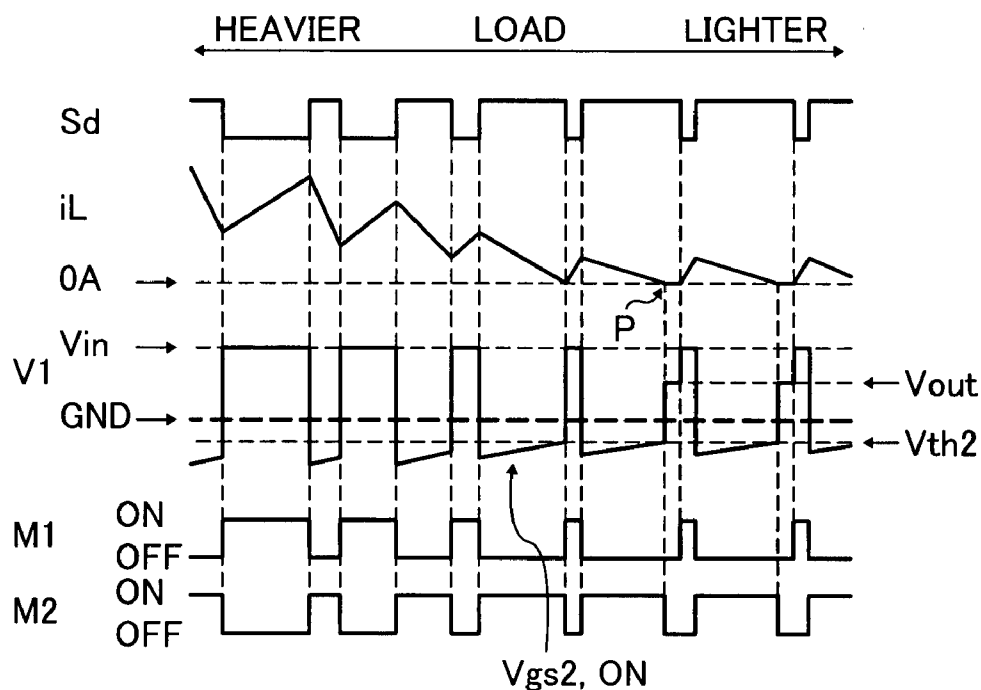 HEAVIER LOAD LIGHTER
Sd
iL
0A
P
Vin
V1
Vout
GND
Vth2
ON
M1
OFF
ON
M2
OFF
Vgs2, ON